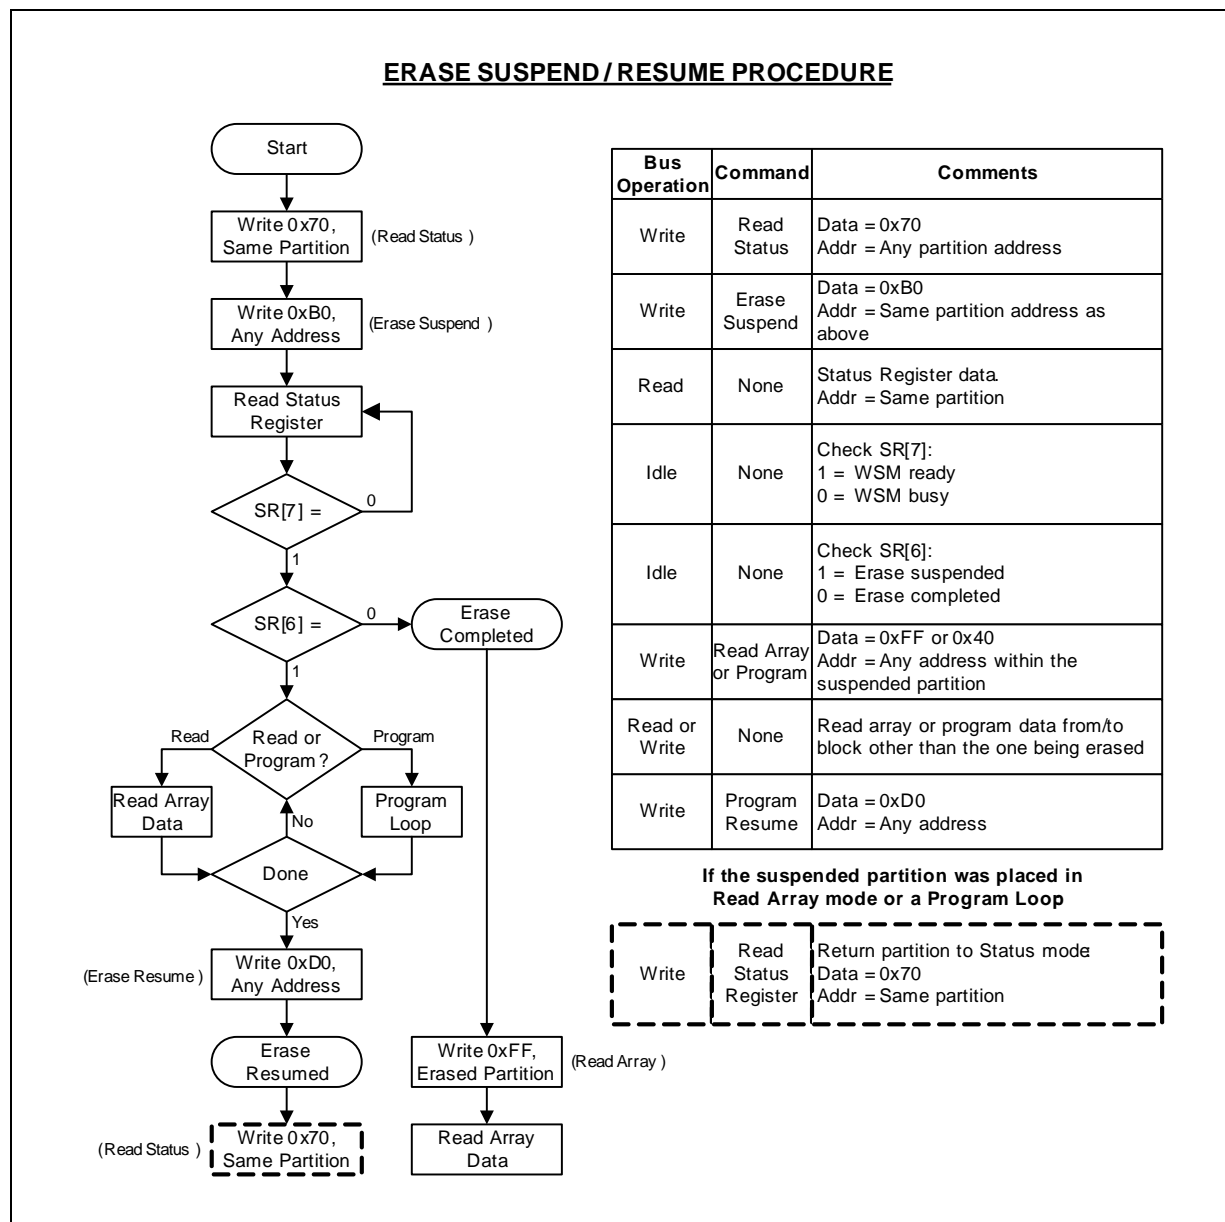 ERASE SUSPEND / RESUME PROCEDURE
Start
Write 0x70,
Same Partition
(Read Status )
Write 0xB0,
Any Address
(Erase Suspend )
Read Status
Register
SR[7] =
0
1
SR[6] =
0
Erase
Completed
1
Read
Read or
Program ?
Program
Read Array
Data
No
Program
Loop
Done
Yes
(Erase Resume )
Write 0xD0,
Any Address
Erase
Resumed
Write 0xFF,
Erased Partition
(Read Array )
(Read Status )
Write 0x70,
Same Partition
Read Array
Data
Bus
Operation
Command
Comments
Write
Read
Status
Data = 0x70
Addr = Any partition address
Write
Erase
Suspend
Data = 0xB0
Addr = Same partition address as
above
Read
None
Status Register data.
Addr = Same partition
Idle
None
Check SR[7]:
1 = WSM ready
0 = WSM busy
Idle
None
Check SR[6]:
1 = Erase suspended
0 = Erase completed
Write
Read Array
or Program
Data = 0xFF or 0x40
Addr = Any address within the
suspended partition
Read or
Write
None
Read array or program data from/to
block other than the one being erased
Write
Program
Resume
Data = 0xD0
Addr = Any address
If the suspended partition was placed in
Read Array mode or a Program Loop
Write
Read
Status
Register
Return partition to Status mode:
Data = 0x70
Addr = Same partition